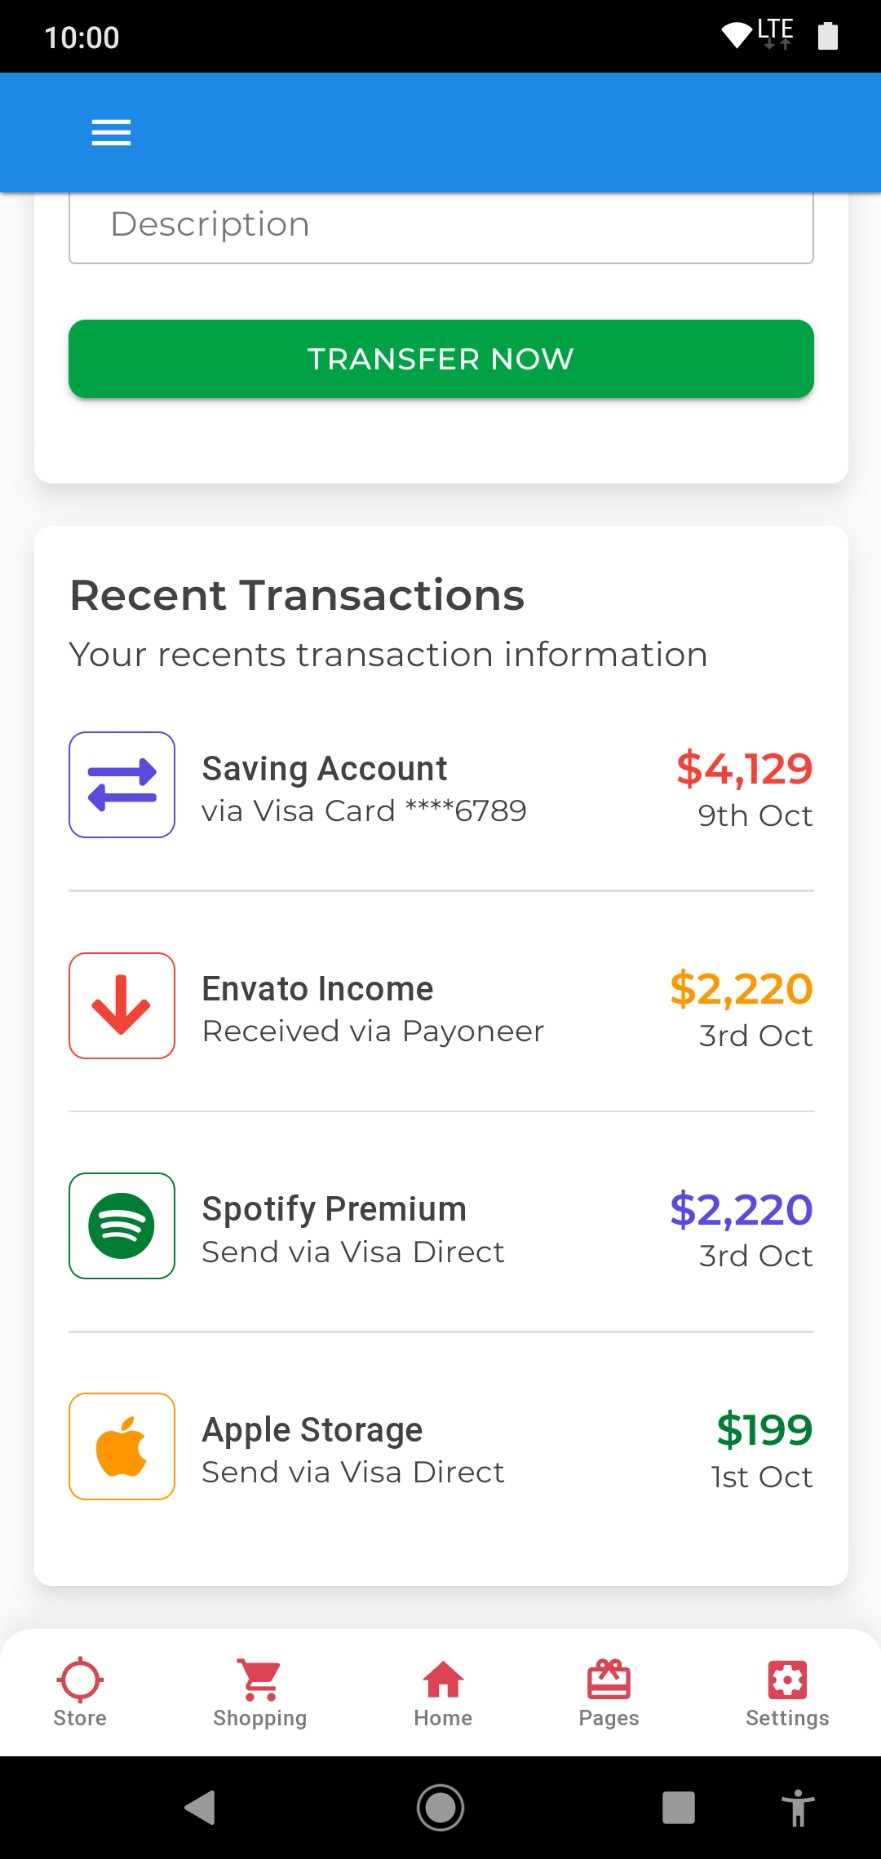 10:00
LTE
Description
TRANSFER NOW
Recent Transactions
Your recents transaction information
Saving Account
$4,129
via Visa Card ****6789
9th Oct
Envato Income
$2,220
Received via Payoneer
3rd Oct
Spotify Premium
$2,220
Send via Visa Direct
3rd Oct
Apple Storage
$199
Send via Visa Direct
1st Oct
Store
Shopping
Home
Pages
Settings